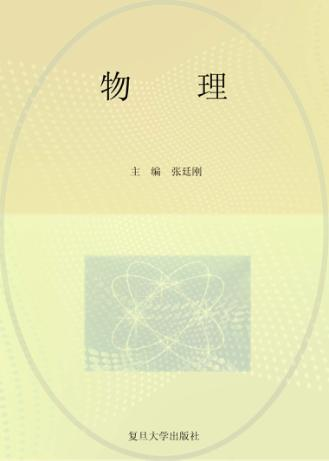 物 理
主 编 张廷刚
复旦大学出版社